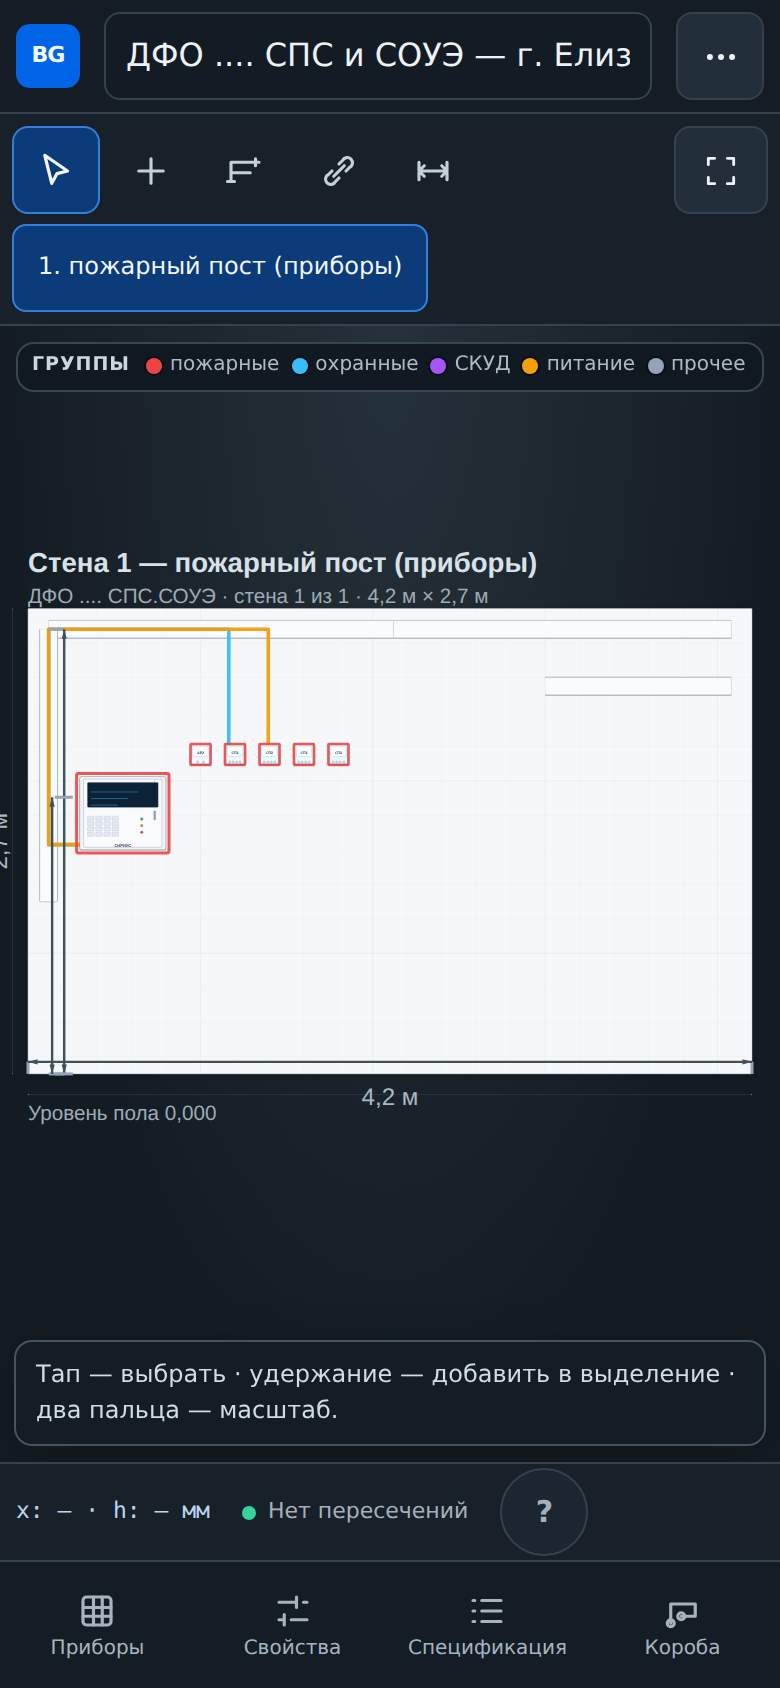 BG
ДФО .... СПС и СОУЭ — г. Елиз
1. пожарный пост (приборы)
ГРУППЫ пожарные охранные СКУД питание прочее
Стена 1 — пожарный пост (приборы)
ДФО .... СПС.СОУЭ · стена 1 из 1 · 4,2 м × 2,7 м
2,7 м
4,2 м
Уровень пола 0,000
Тап — выбрать · удержание — добавить в выделение ·
два пальца — масштаб.
x: — · h: — мм Нет пересечений ?
Приборы Свойства Спецификация Короба